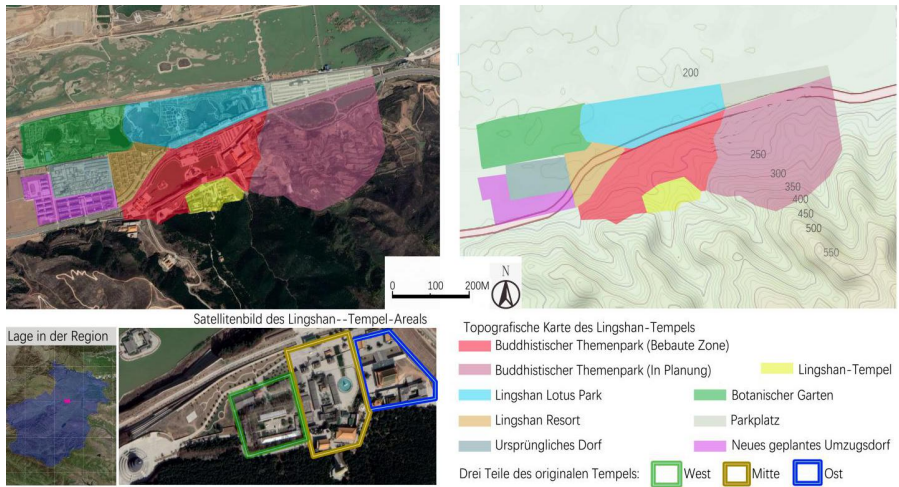 200
250
300
350
400
450
500
550
N
0 100 200M
Satellitenbild des Lingshan--Tempel-Areals
Lage in der Region
Topografische Karte des Lingshan-Tempels
Buddhistischer Themenpark (Bebaute Zone)
Buddhistischer Themenpark (In Planung)
Lingshan-Tempel
Lingshan Lotus Park
Botanischer Garten
Lingshan Resort
Parkplatz
Ursprüngliches Dorf
Neues geplantes Umzugsdorf
Drei Teile des originalen Tempels: West Mitte Ost